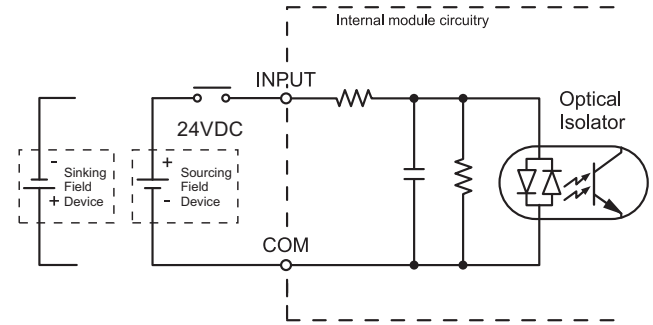 Internal module circuitry
INPUT
24VDC
Optical
Isolator
-
Sinking
Field
+ Device
+
Sourcing
Field
- Device
COM